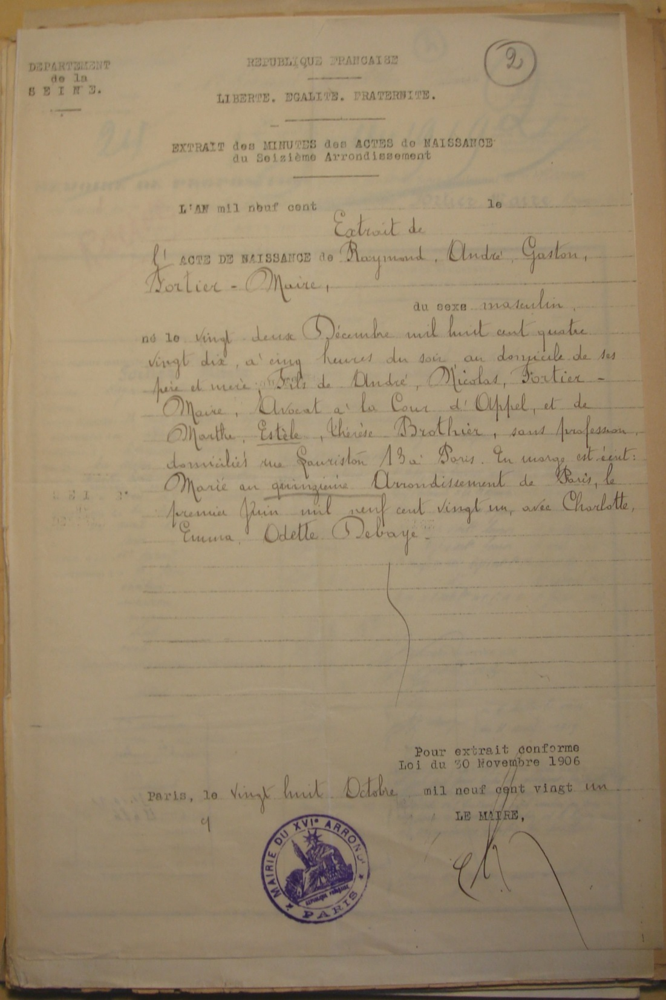 DEPARTEMENT
de la
SEINE.
REPUBLIQUE FRANCAISE
2
LIBERTE. EGALITE. FRATERNITE.
EXTRAIT des MINUTES des ACTES de NAISSANCE
du Seizième Arrondissement
L'AN mil neuf cent le
Extrait de
l' ACTE DE NAISSANCE de Raymond, André, Gaston,
Fortier - Maire,
du sexe masculin,
né le vingt deux Décembre mil huit cent quatre
vingt dix, à cinq heures du soir, au domicile de ses
père et mère, Fils de André, Nicolas, Fortier -
Maire, Avocat à la Cour d'Appel, et de
Marthe, Estèle, Thérèse Brothier, sans profession,
domiciliés rue Lauriston 13 à Paris. En marge est écrit:
Marié au quinzième Arrondissement de Paris, le
premier Juin mil neuf cent vingt un, avec Charlotte,
Emma, Odette Debaye.
Pour extrait conforme
Loi du 30 Novembre 1906
Paris, le vingt huit Octobre mil neuf cent vingt un
LE MAIRE,
MAIRIE DU XVIe ARRONDt
REPUBLIQUE FRANÇAISE
PARIS